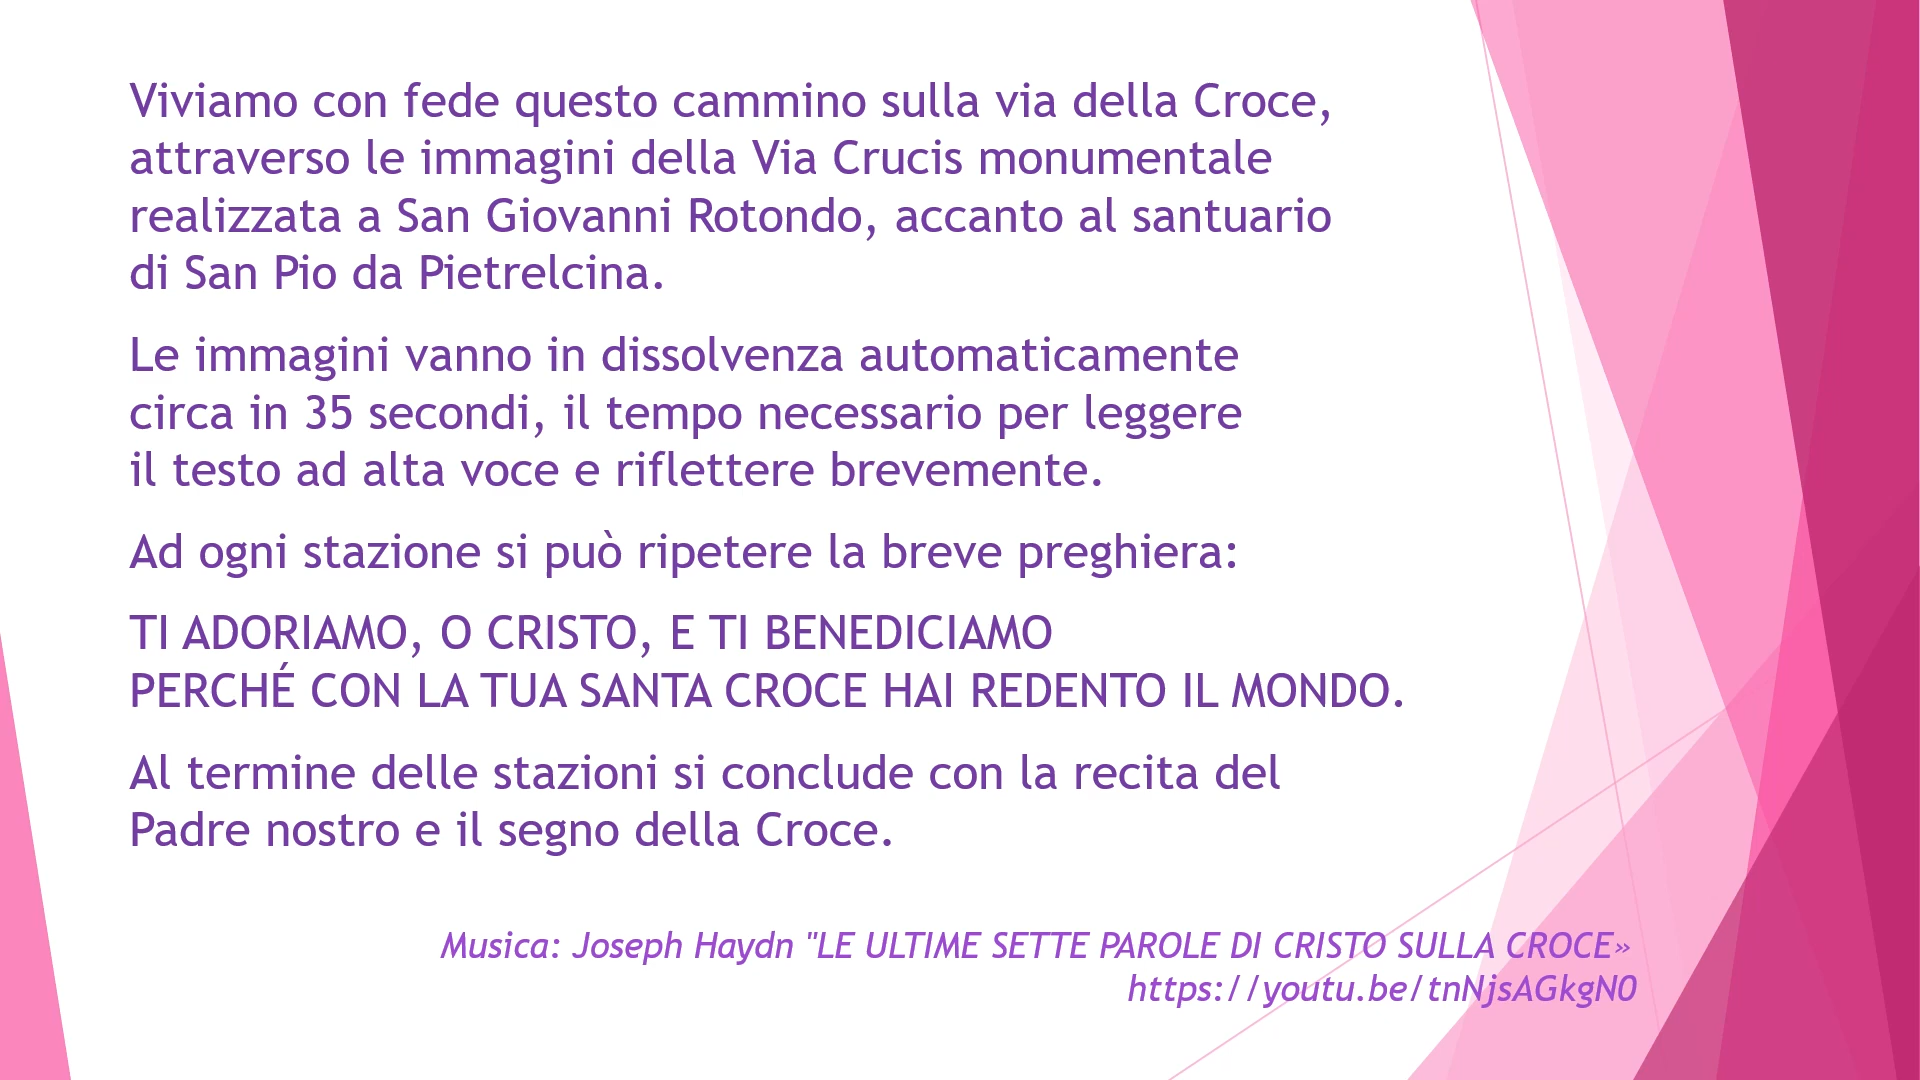 Viviamo con fede questo cammino sulla via della Croce,
attraverso le immagini della Via Crucis monumentale
realizzata a San Giovanni Rotondo, accanto al santuario
di San Pio da Pietrelcina.
Le immagini vanno in dissolvenza automaticamente
circa in 35 secondi, il tempo necessario per leggere
il testo ad alta voce e riflettere brevemente.
Ad ogni stazione si può ripetere la breve preghiera:
TI ADORIAMO, O CRISTO, E TI BENEDICIAMO
PERCHÉ CON LA TUA SANTA CROCE HAI REDENTO IL MONDO.
Al termine delle stazioni si conclude con la recita del
Padre nostro e il segno della Croce.
Musica: Joseph Haydn "LE ULTIME SETTE PAROLE DI CRISTO SULLA CROCE»
https://youtu.be/tnNjsAGkgN0